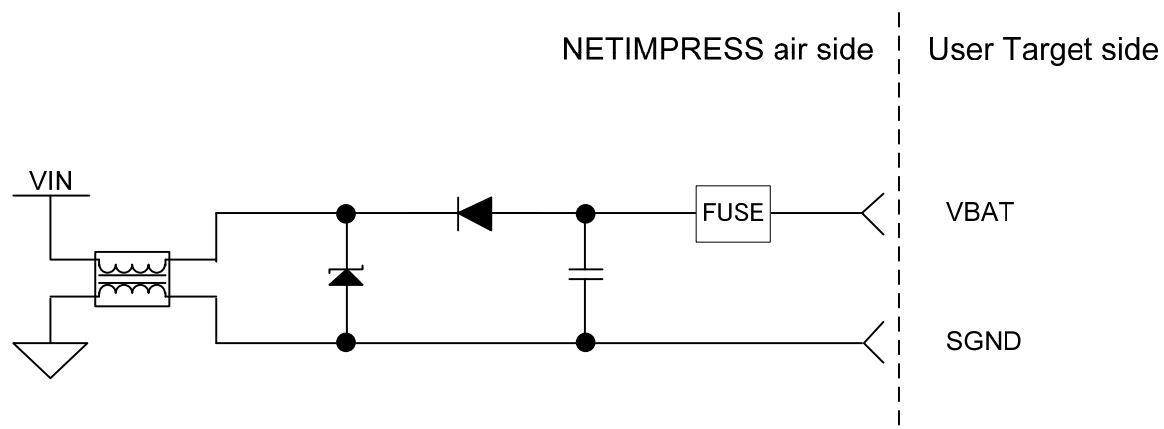 NETIMPRESS air side
User Target side
VIN
FUSE
VBAT
SGND